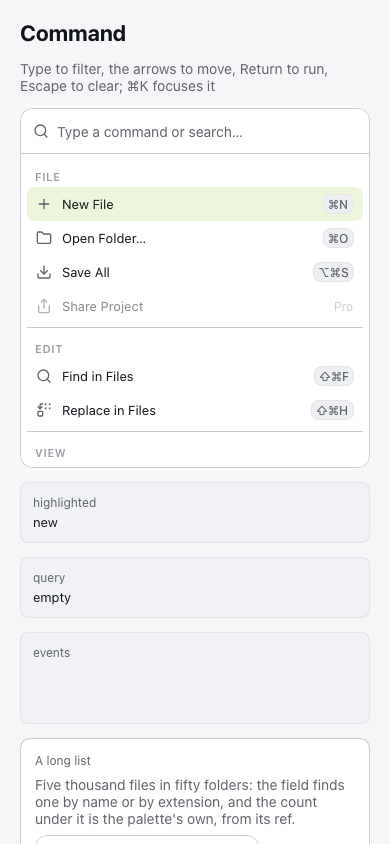 Command
Type to filter, the arrows to move, Return to run,
Escape to clear; ⌘K focuses it
Type a command or search...
FILE
New File ⌘N
Open Folder... ⌘O
Save All ⌥⌘S
Share Project Pro
EDIT
Find in Files ⇧⌘F
Replace in Files ⇧⌘H
VIEW
highlighted
new
query
empty
events
A long list
Five thousand files in fifty folders: the field finds
one by name or by extension, and the count
under it is the palette's own, from its ref.